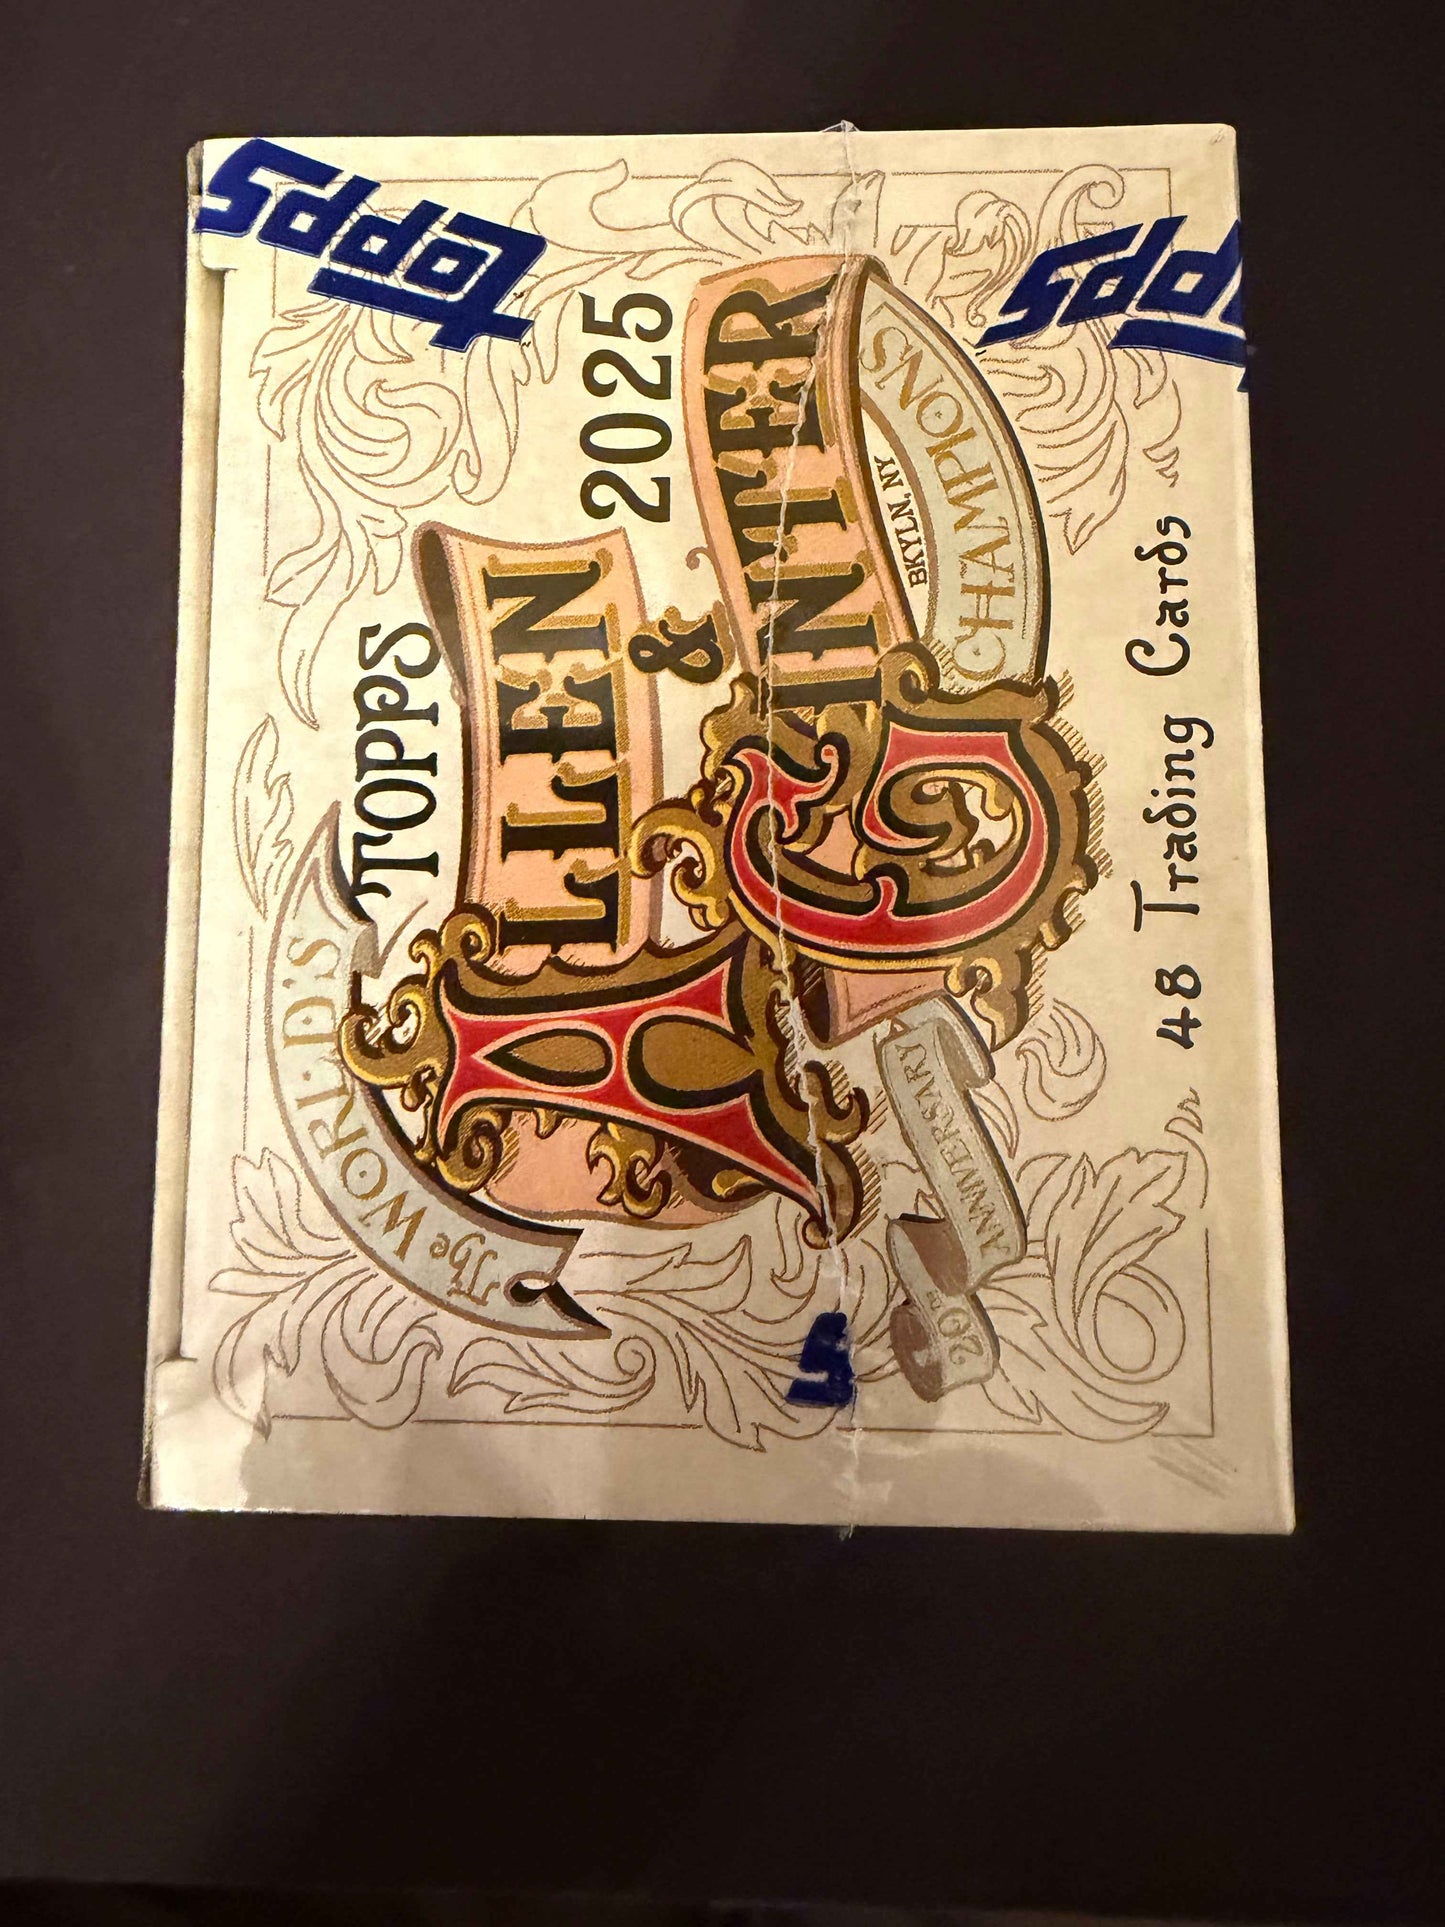 topps
topps
TOPPS
2025
The WORLD'S
ALLEN
&
GINTER
CHAMPIONS
BKYLN, NY
20TH
ANNIVERSARY
48 Trading Cards